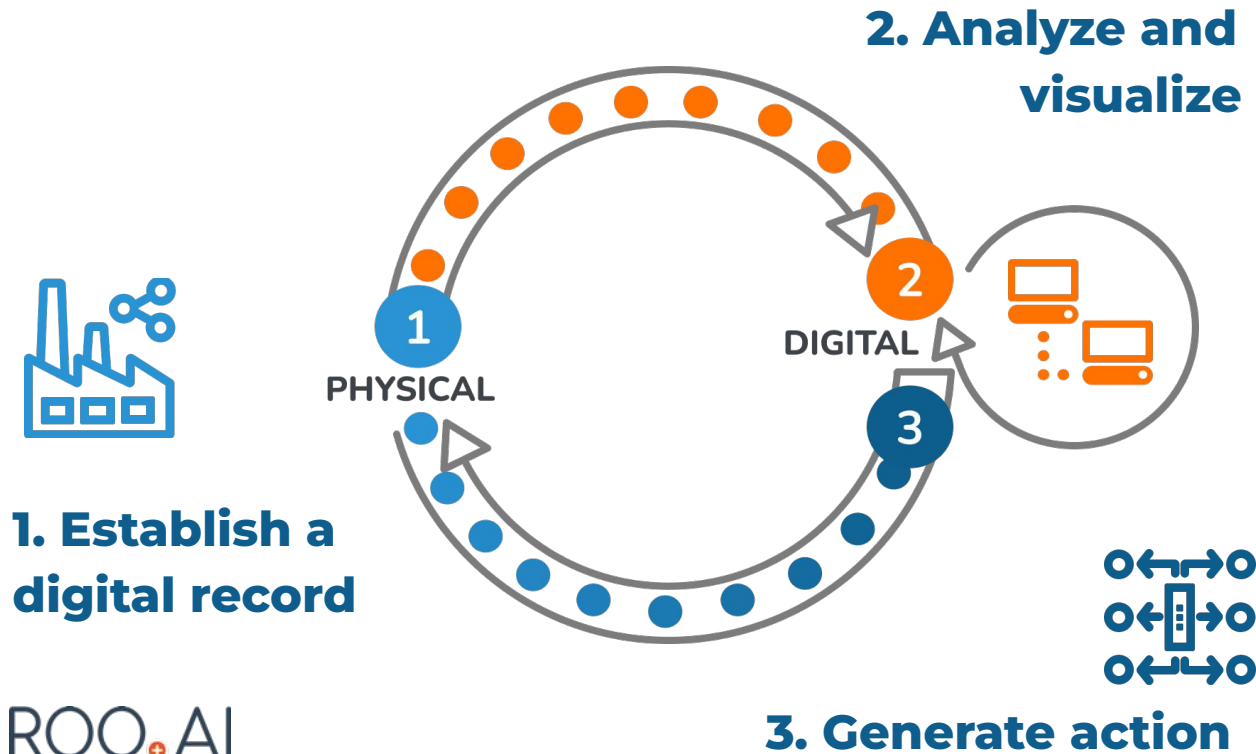 2. Analyze and
visualize
1
2
PHYSICAL
DIGITAL
3
1. Establish a
digital record
ROO.AI
3. Generate action